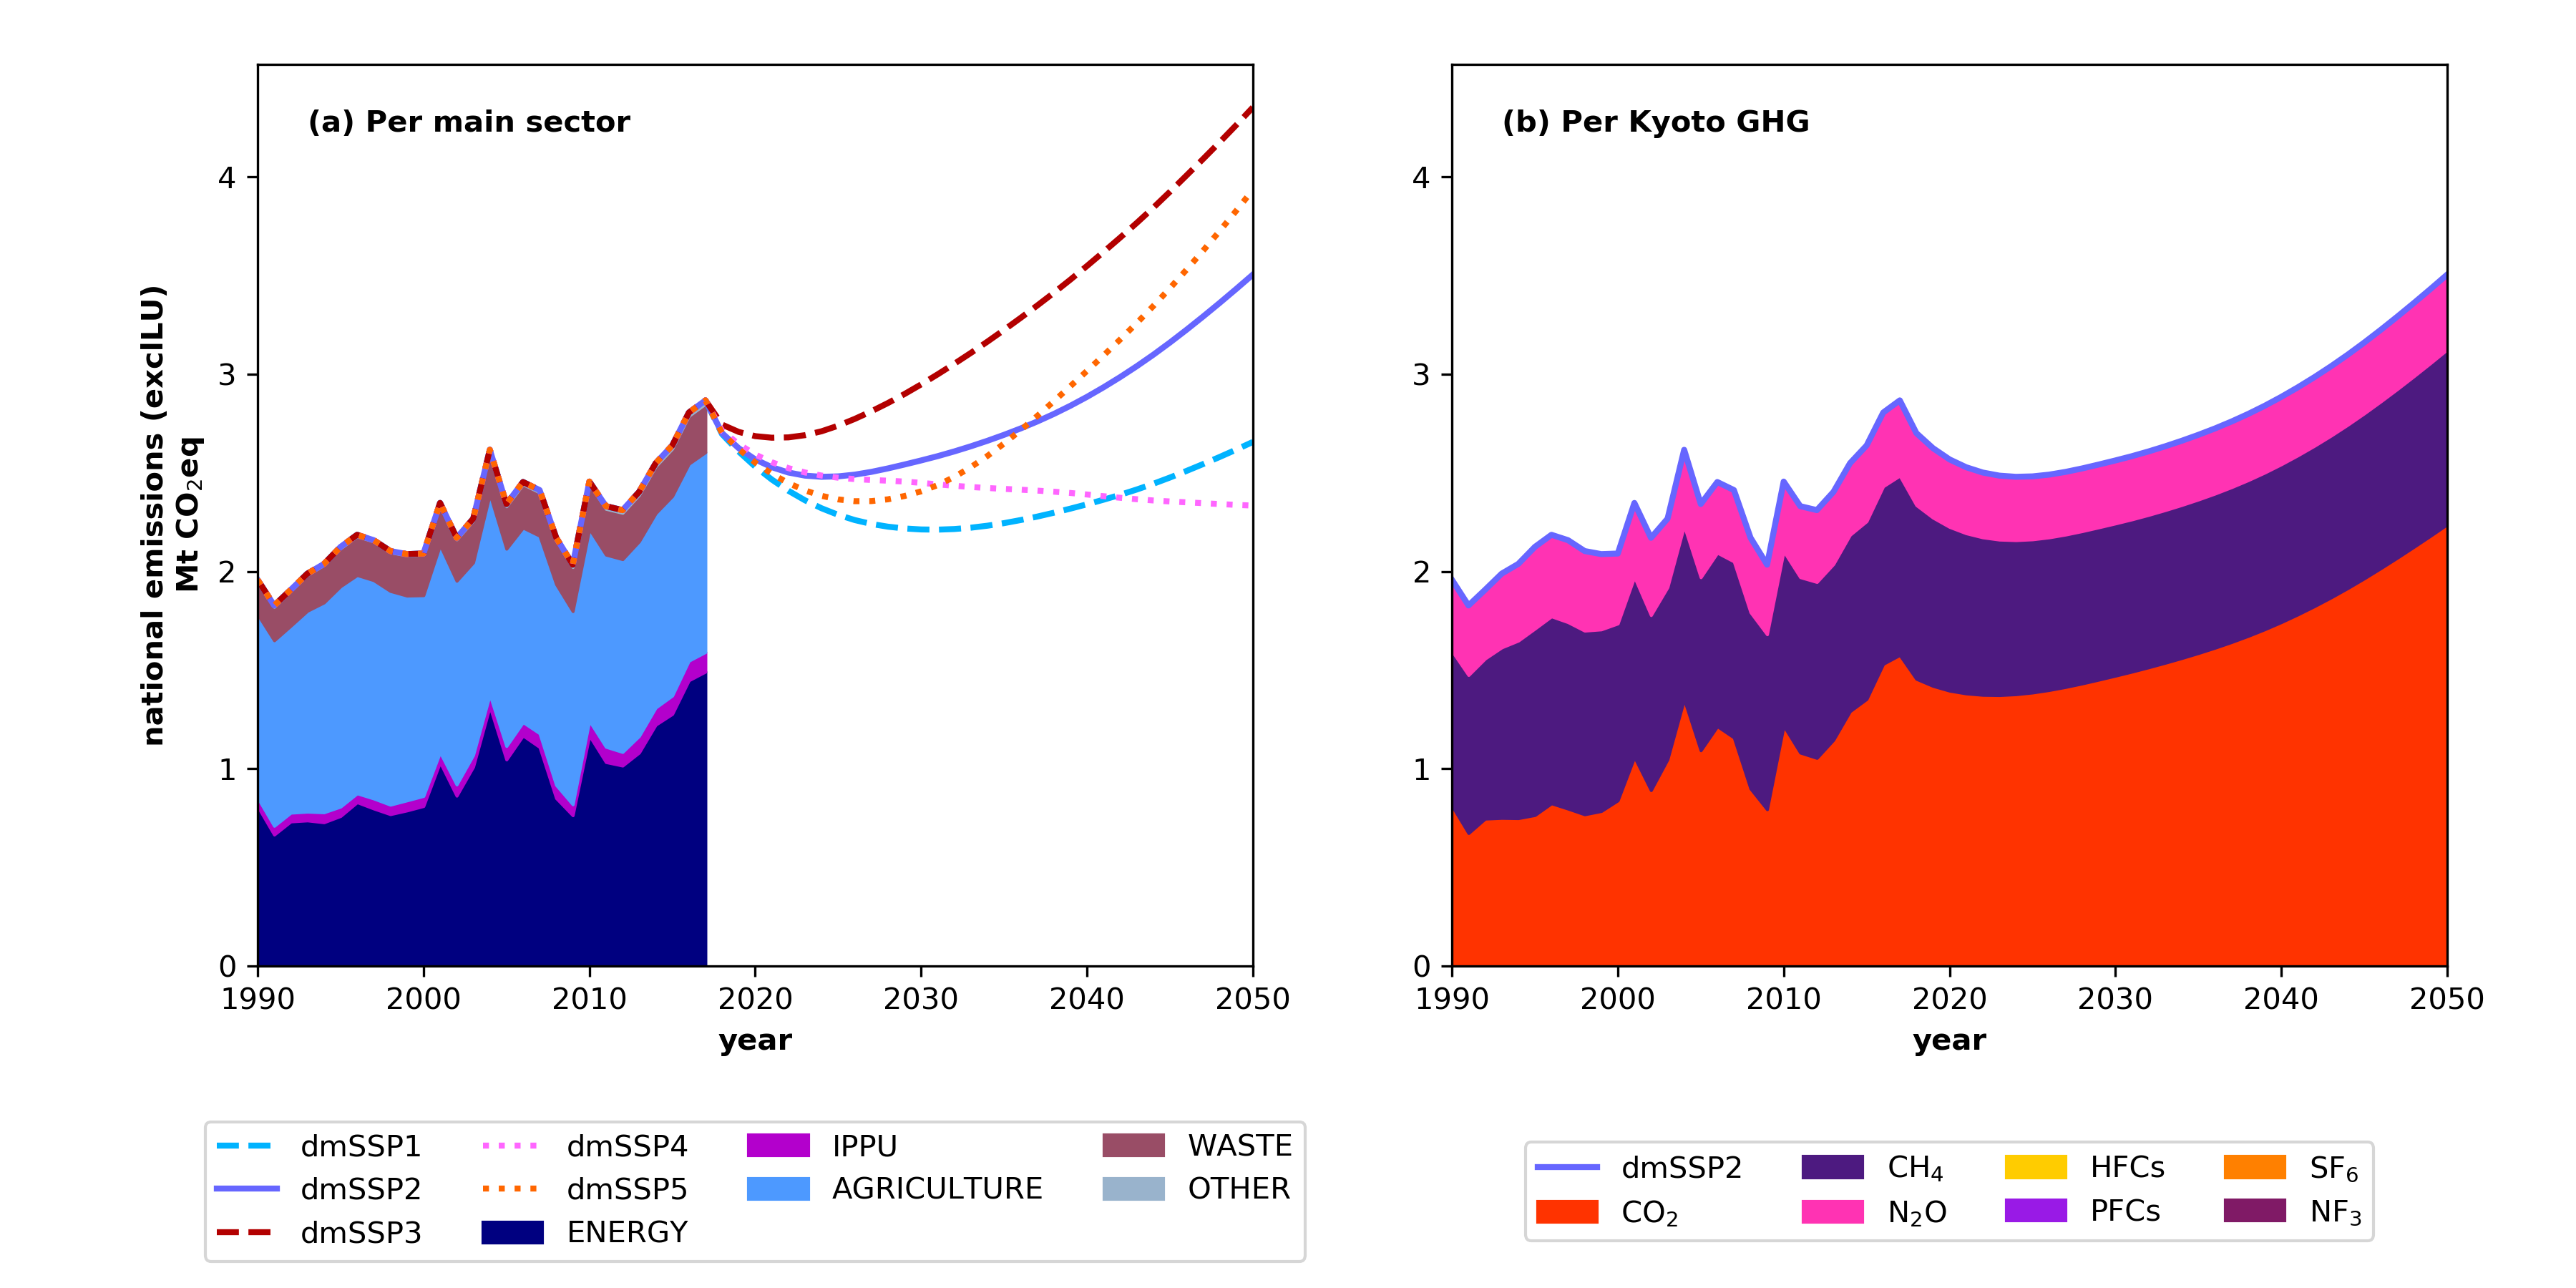 (a) Per main sector
national emissions (exclLU)
Mt CO₂eq
4
3
2
1
0
1990 2000 2010 2020 2030 2040 2050
year
dmSSP1 dmSSP4 IPPU WASTE
dmSSP2 dmSSP5 AGRICULTURE OTHER
dmSSP3 ENERGY
(b) Per Kyoto GHG
4
3
2
1
0
1990 2000 2010 2020 2030 2040 2050
year
dmSSP2 CH₄ HFCs SF₆
CO₂ N₂O PFCs NF₃